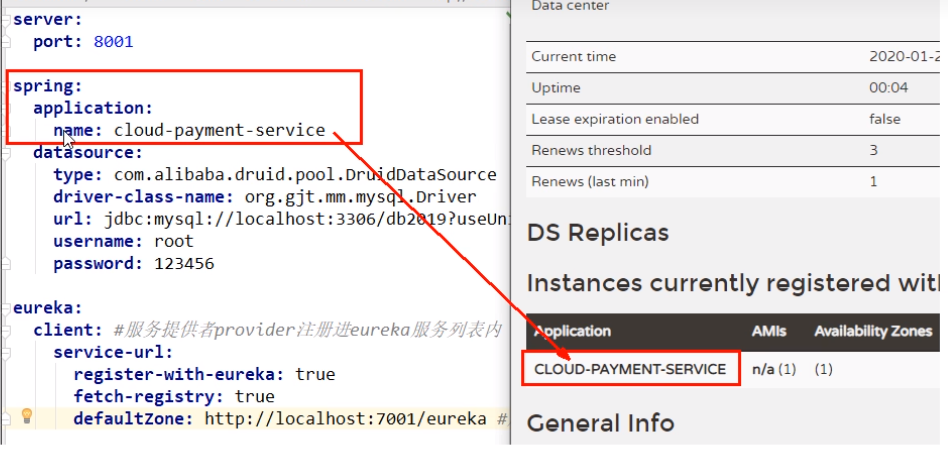 server:
port: 8001
spring:
application:
name: cloud-payment-service
datasource:
type: com.alibaba.druid.pool.DruidDataSource
driver-class-name: org.gjt.mm.mysql.Driver
url: jdbc:mysql://localhost:3306/db2019?useUni
username: root
password: 123456
eureka:
client: #服务提供者provider注册进eureka服务列表内
service-url:
register-with-eureka: true
fetch-registry: true
defaultZone: http://localhost:7001/eureka #
Data center
Current time 2020-01-2
Uptime 00:04
Lease expiration enabled false
Renews threshold 3
Renews (last min) 1
DS Replicas
Instances currently registered with
Application AMIs Availability Zones
CLOUD-PAYMENT-SERVICE n/a (1) (1)
General Info